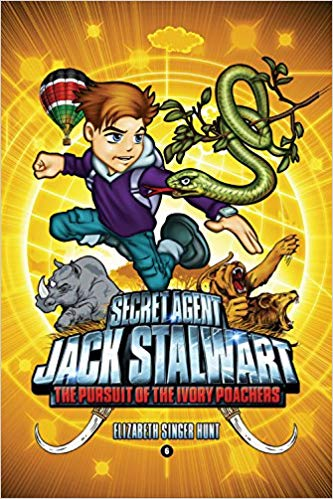 SECRET AGENT
JACK STALWART
THE PURSUIT OF THE IVORY POACHERS
ELIZABETH SINGER HUNT
6